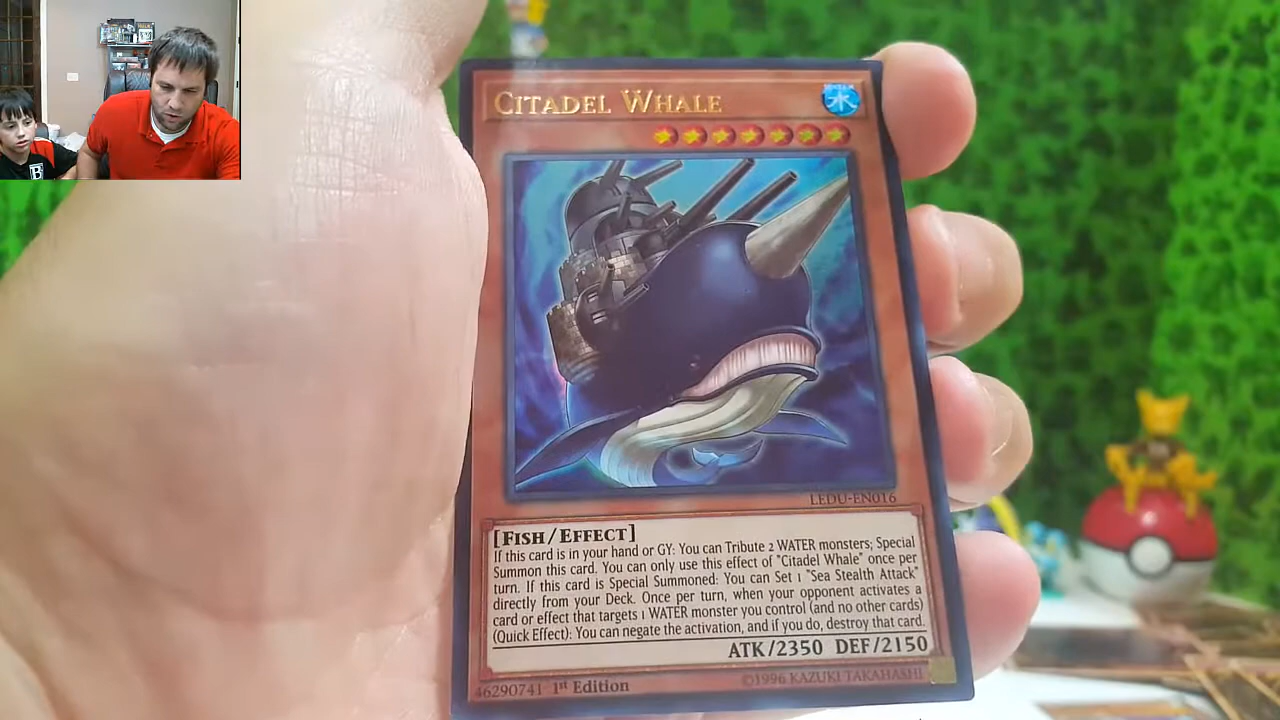 CITADEL WHALE
水
LEDU-EN016
[FISH/EFFECT]
If this card is in your hand or GY: You can Tribute 2 WATER monsters; Special
Summon this card. You can only use this effect of "Citadel Whale" once per
turn. If this card is Special Summoned: You can Set 1 "Sea Stealth Attack"
directly from your Deck. Once per turn, when your opponent activates a
card or effect that targets 1 WATER monster you control (and no other cards)
(Quick Effect): You can negate the activation, and if you do, destroy that card.
ATK/2350 DEF/2150
46290741 1st Edition
©1996 KAZUKI TAKAHASHI
B